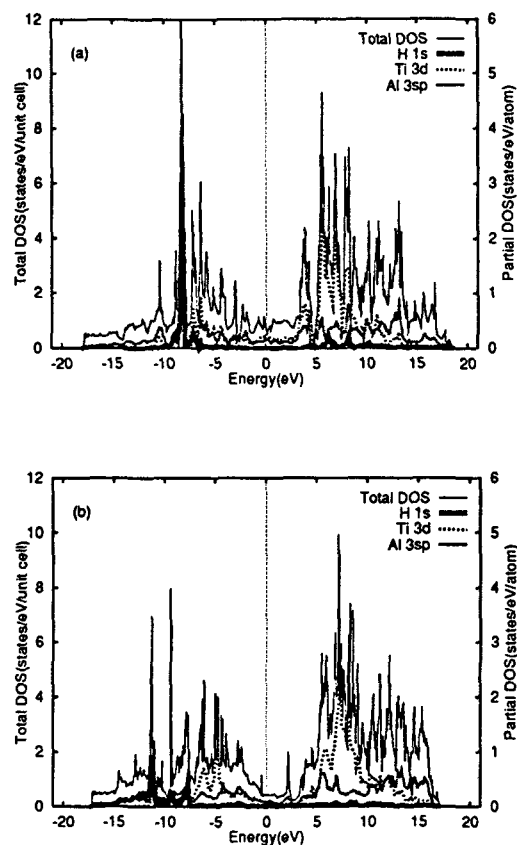 (a)
Total DOS
H 1s
Ti 3d
Al 3sp
Total DOS(states/eV/unit cell)
12
10
8
6
4
2
0
Partial DOS(states/eV/atom)
6
5
4
3
2
1
0
-20 -15 -10 -5 0 5 10 15 20
Energy(eV)
(b)
Total DOS
H 1s
Ti 3d
Al 3sp
Total DOS(states/eV/unit cell)
12
10
8
6
4
2
0
Partial DOS(states/eV/atom)
6
5
4
3
2
1
0
-20 -15 -10 -5 0 5 10 15 20
Energy(eV)